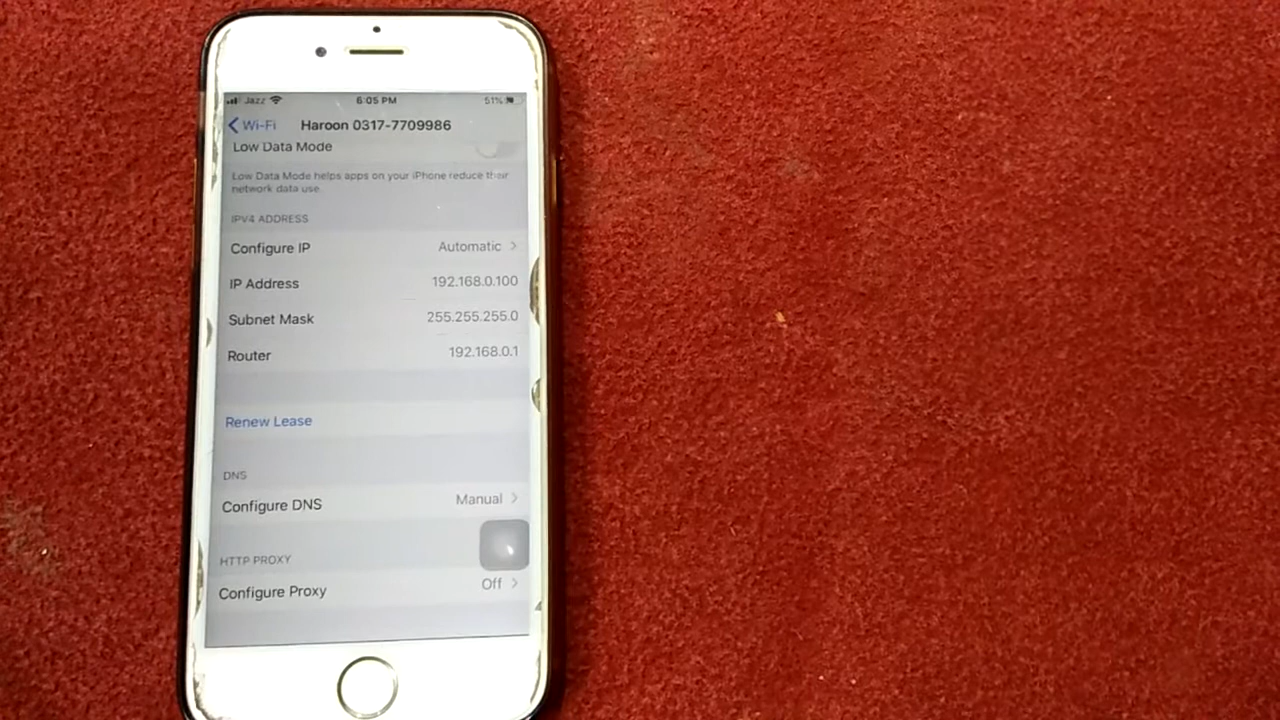 Jazz 6:05 PM 51%
Wi-Fi Haroon 0317-7709986
Low Data Mode
Low Data Mode helps apps on your iPhone reduce their
network data use.
IPV4 ADDRESS
Configure IP Automatic
IP Address 192.168.0.100
Subnet Mask 255.255.255.0
Router 192.168.0.1
Renew Lease
DNS
Configure DNS Manual
HTTP PROXY
Configure Proxy Off